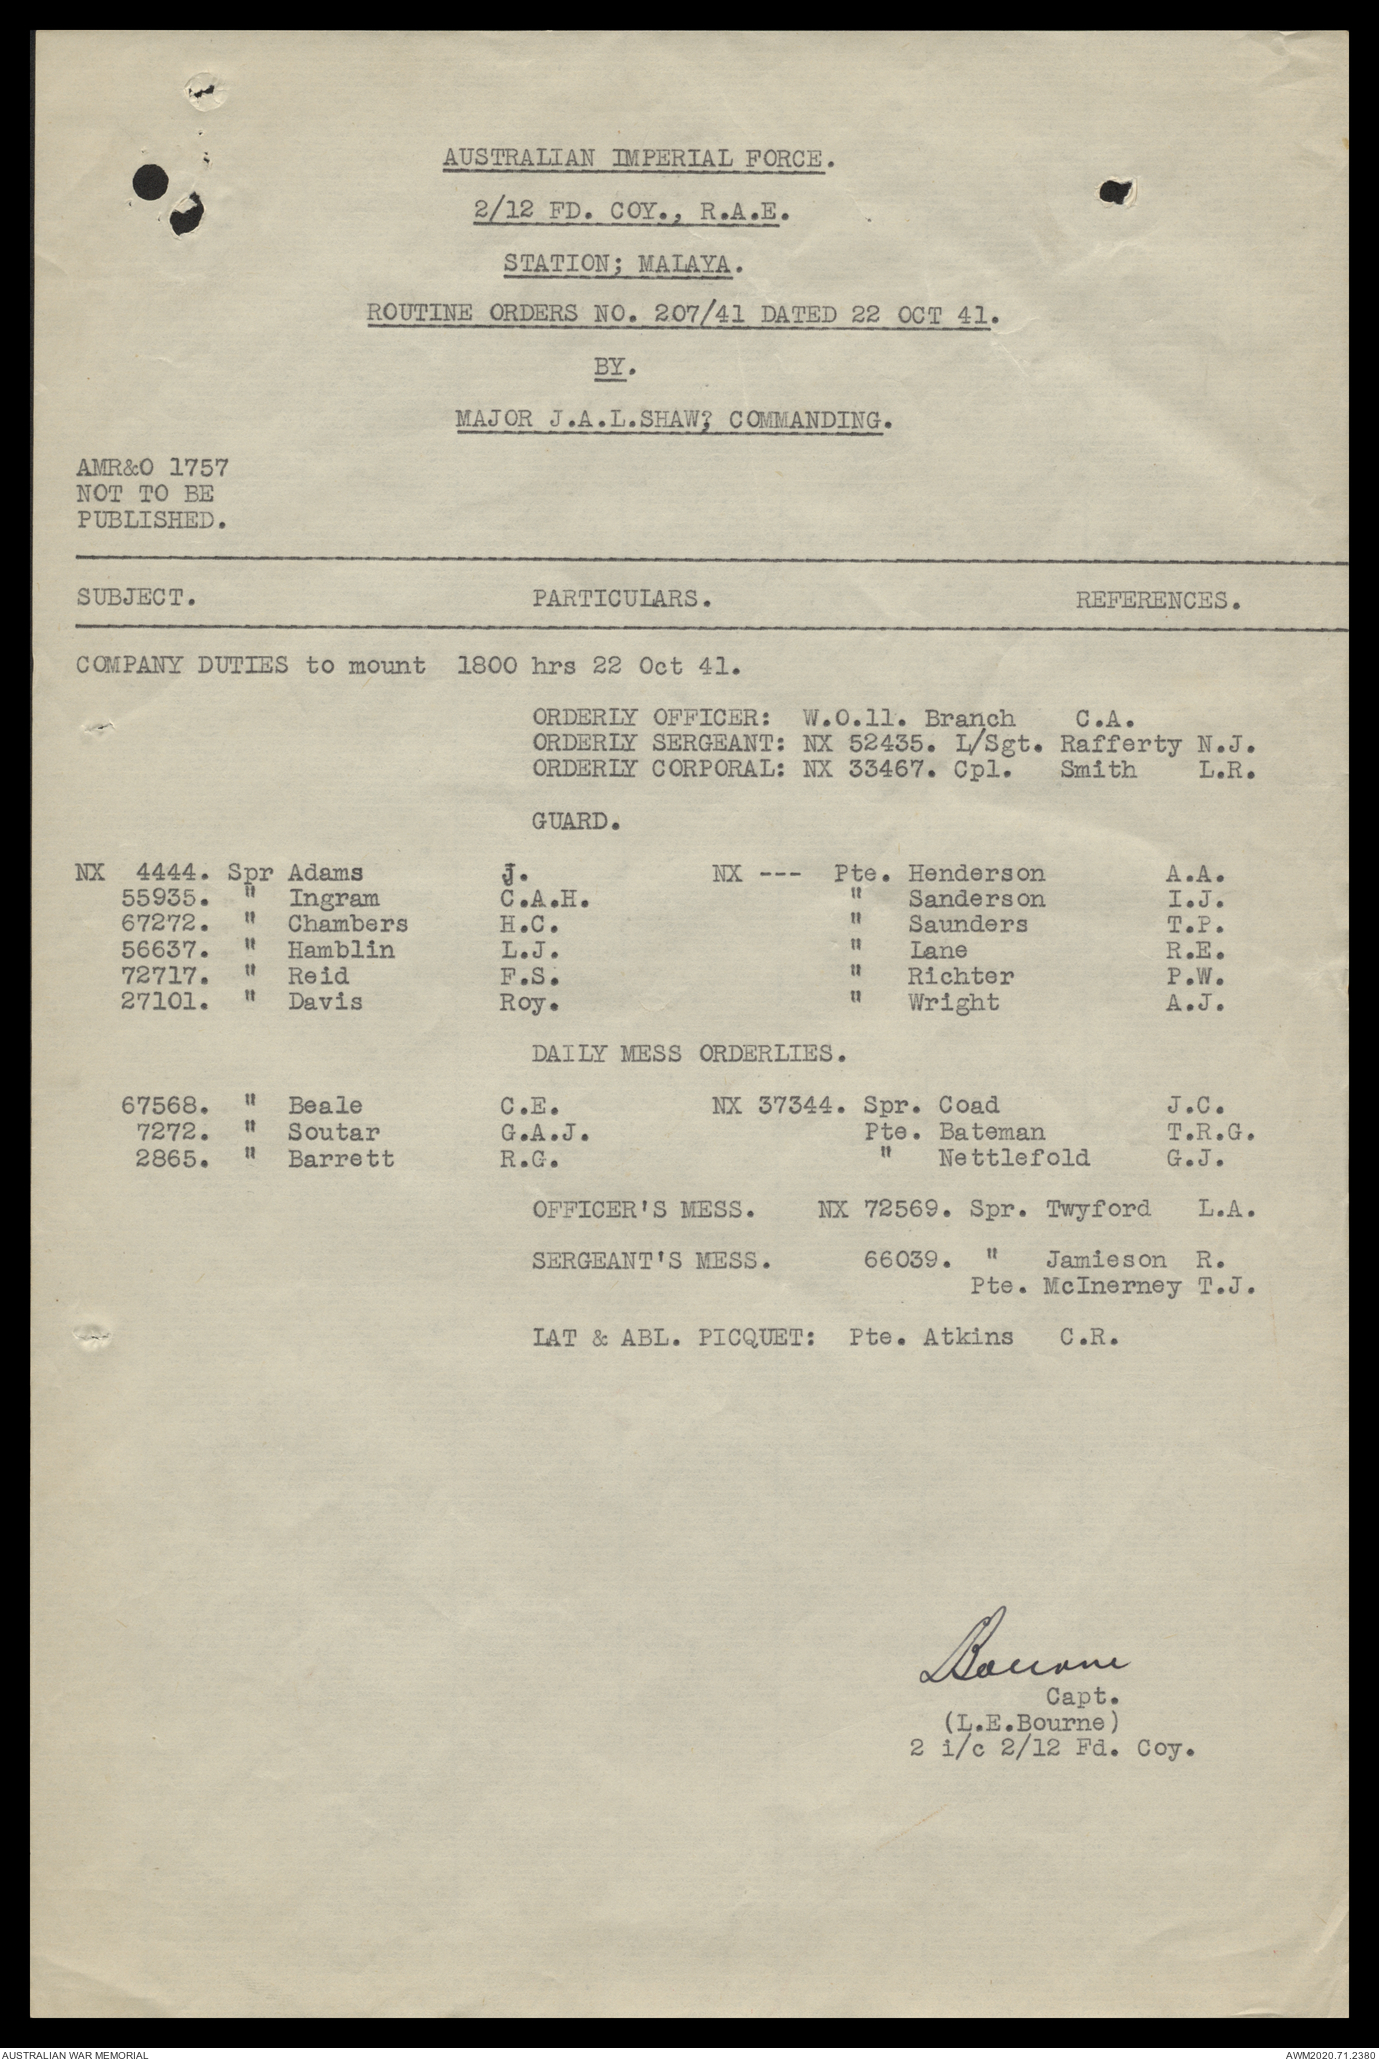 AUSTRALIAN IMPERIAL FORCE.
2/12 FD. COY., R.A.E.
STATION; MALAYA.
ROUTINE ORDERS NO. 207/41 DATED 22 OCT 41.
BY.
MAJOR J.A.L.SHAW? COMMANDING.
AMR&O 1757
NOT TO BE
PUBLISHED.
SUBJECT. PARTICULARS. REFERENCES.
COMPANY DUTIES to mount 1800 hrs 22 Oct 41.
ORDERLY OFFICER: W.O.11. Branch C.A.
ORDERLY SERGEANT: NX 52435. L/Sgt. Rafferty N.J.
ORDERLY CORPORAL: NX 33467. Cpl. Smith L.R.
GUARD.
NX 4444. Spr Adams J. NX --- Pte. Henderson A.A.
55935. " Ingram C.A.H. " Sanderson I.J.
67272. " Chambers H.C. " Saunders T.P.
56637. " Hamblin L.J. " Lane R.E.
72717. " Reid F.S. " Richter P.W.
27101. " Davis Roy. " Wright A.J.
DAILY MESS ORDERLIES.
67568. " Beale C.E. NX 37344. Spr. Coad J.C.
7272. " Soutar G.A.J. Pte. Bateman T.R.G.
2865. " Barrett R.G. " Nettlefold G.J.
OFFICER'S MESS. NX 72569. Spr. Twyford L.A.
SERGEANT'S MESS. 66039. " Jamieson R.
Pte. McInerney T.J.
LAT & ABL. PICQUET: Pte. Atkins C.R.
Bourne
Capt.
(L.E.Bourne)
2 i/c 2/12 Fd. Coy.
AUSTRALIAN WAR MEMORIAL AWM2020.71.2380